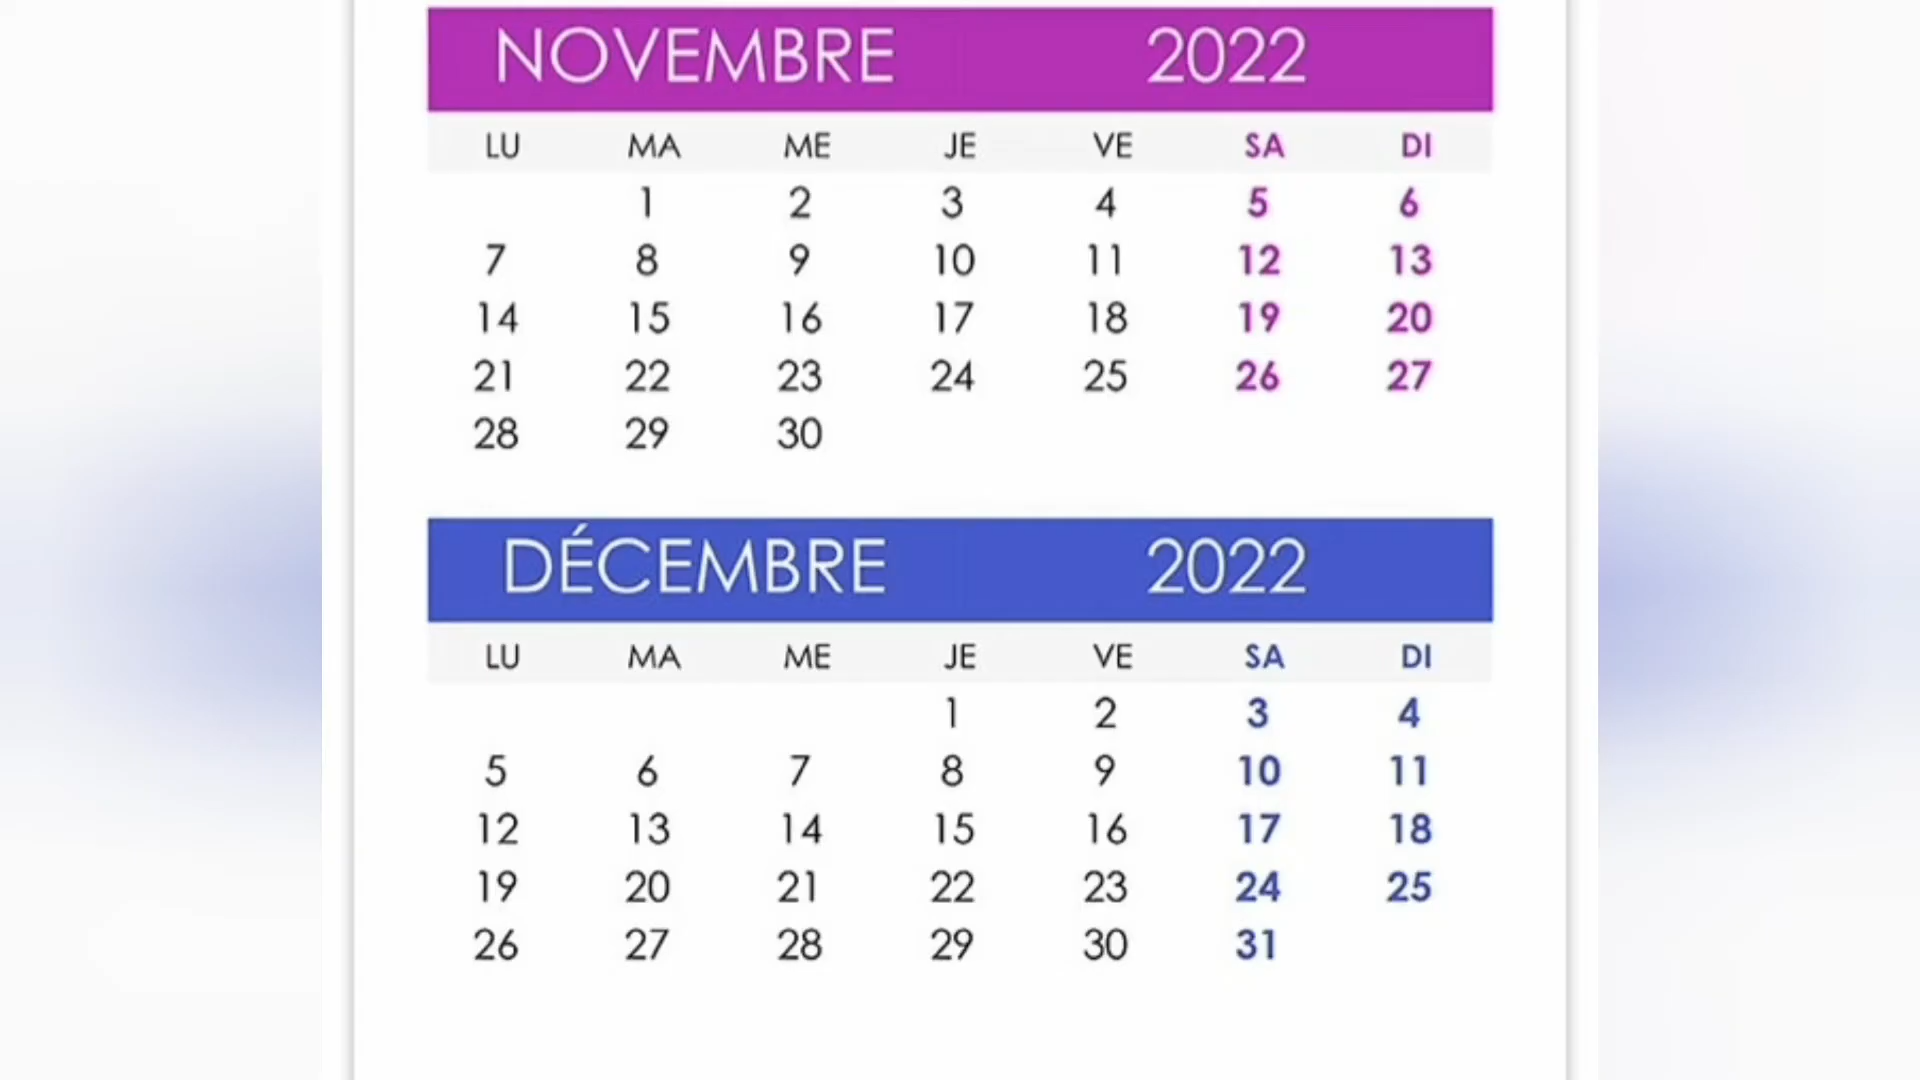 NOVEMBRE 2022
LU MA ME JE VE SA DI
1 2 3 4 5 6
7 8 9 10 11 12 13
14 15 16 17 18 19 20
21 22 23 24 25 26 27
28 29 30
DÉCEMBRE 2022
LU MA ME JE VE SA DI
1 2 3 4
5 6 7 8 9 10 11
12 13 14 15 16 17 18
19 20 21 22 23 24 25
26 27 28 29 30 31